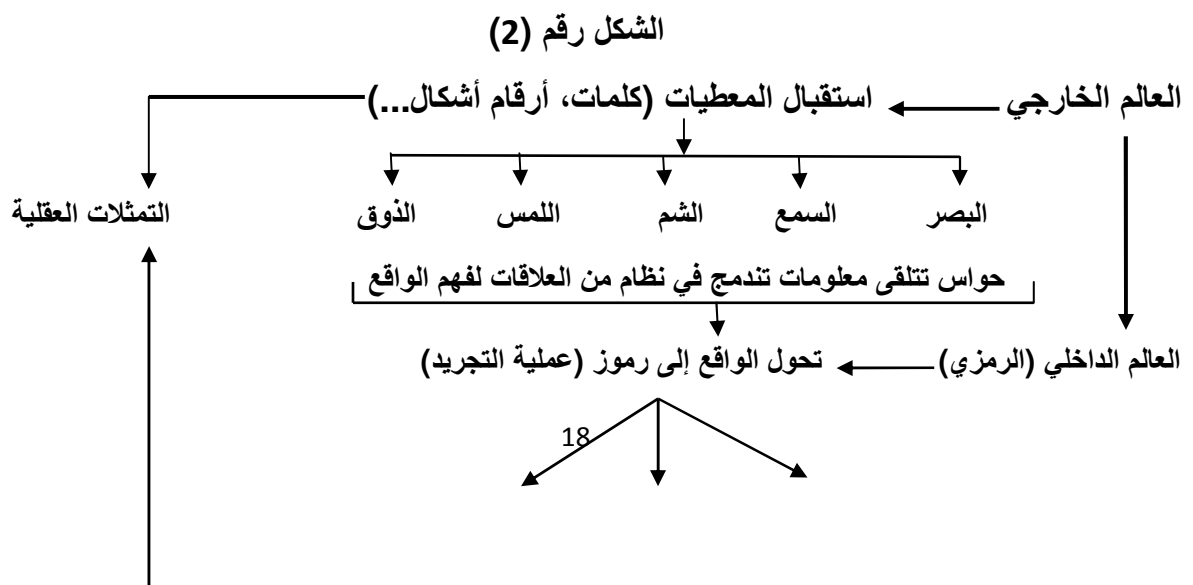 الشكل رقم (2)
العالم الخارجي استقبال المعطيات (كلمات، أرقام أشكال...)
البصر السمع الشم اللمس الذوق التمثلات العقلية
حواس تتلقى معلومات تندمج في نظام من العلاقات لفهم الواقع
العالم الداخلي (الرمزي) تحول الواقع إلى رموز (عملية التجريد)
18